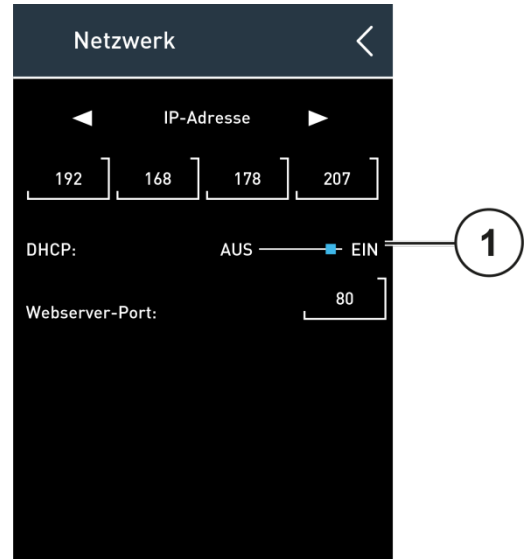 Netzwerk
IP-Adresse
192 168 178 207
DHCP: AUS EIN 1
Webserver-Port: 80